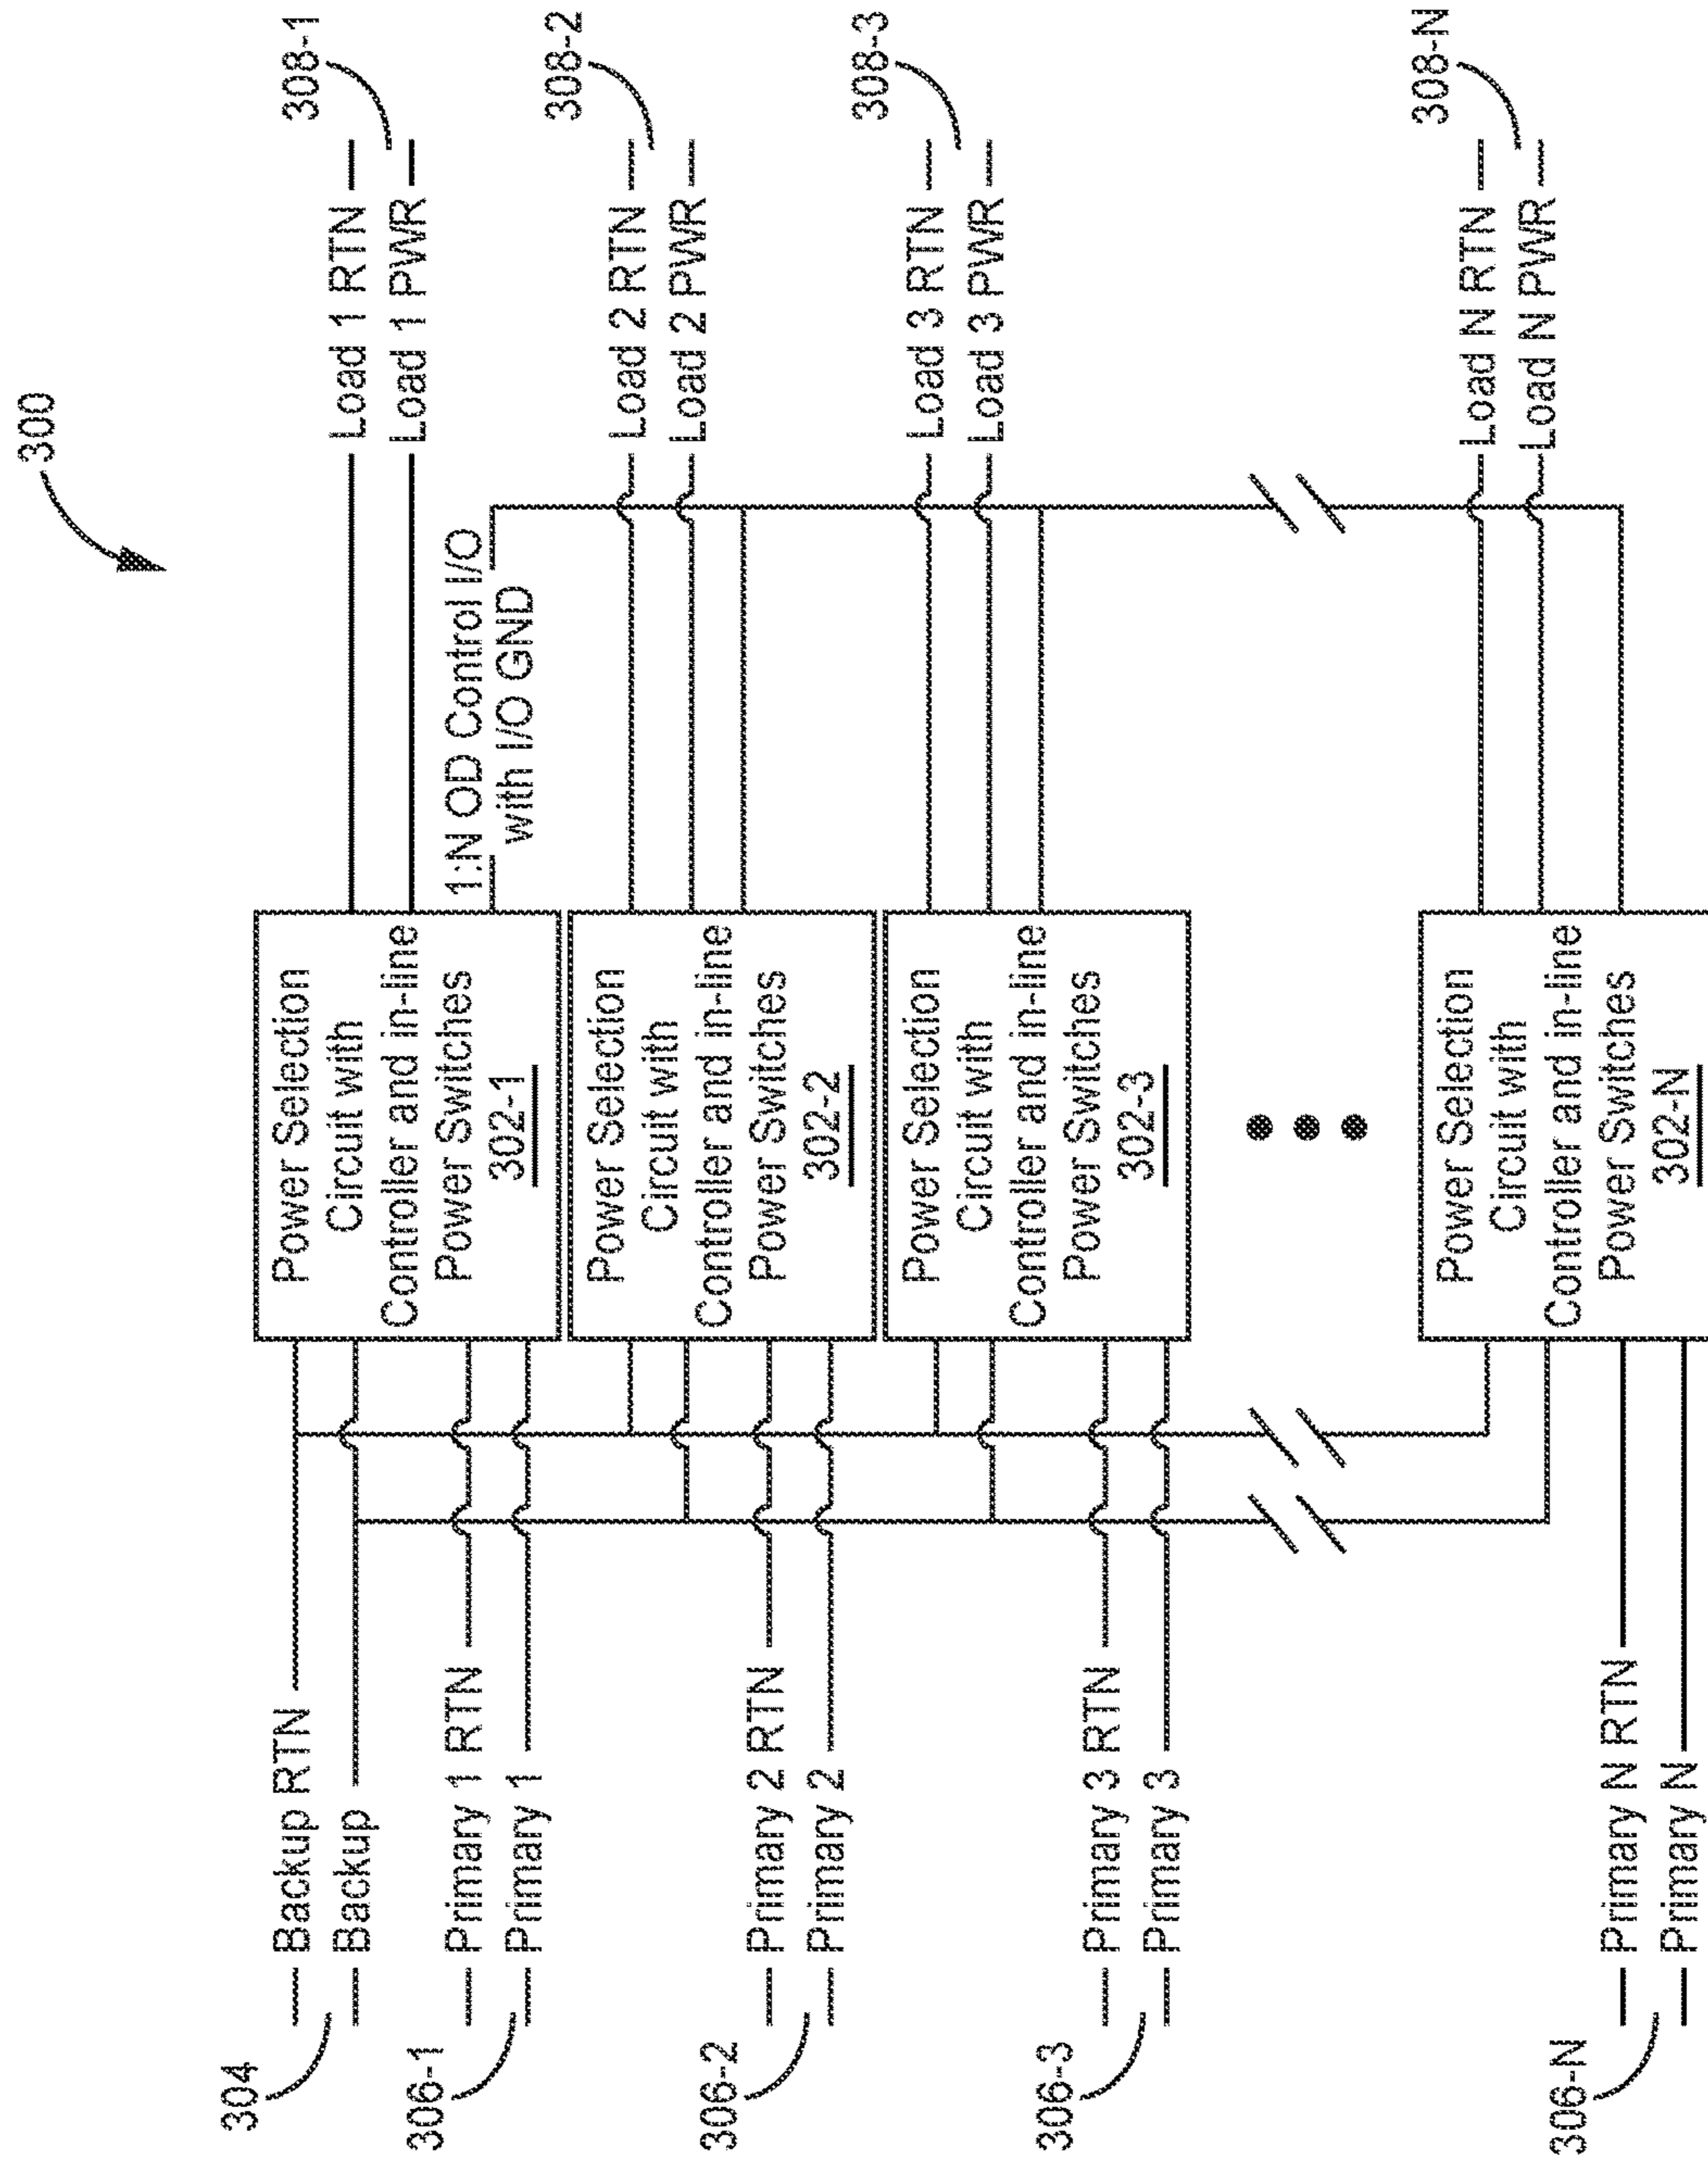 300
304
Backup RTN
Backup
306-1
Primary 1 RTN
Primary 1
306-2
Primary 2 RTN
Primary 2
306-3
Primary 3 RTN
Primary 3
306-N
Primary N RTN
Primary N
Power Selection
Circuit with
Controller and in-line
Power Switches
302-1
Power Selection
Circuit with
Controller and in-line
Power Switches
302-2
Power Selection
Circuit with
Controller and in-line
Power Switches
302-3
Power Selection
Circuit with
Controller and in-line
Power Switches
302-N
1:N OD Control I/O
with I/O GND
Load 1 RTN
Load 1 PWR
308-1
Load 2 RTN
Load 2 PWR
308-2
Load 3 RTN
Load 3 PWR
308-3
Load N RTN
Load N PWR
308-N